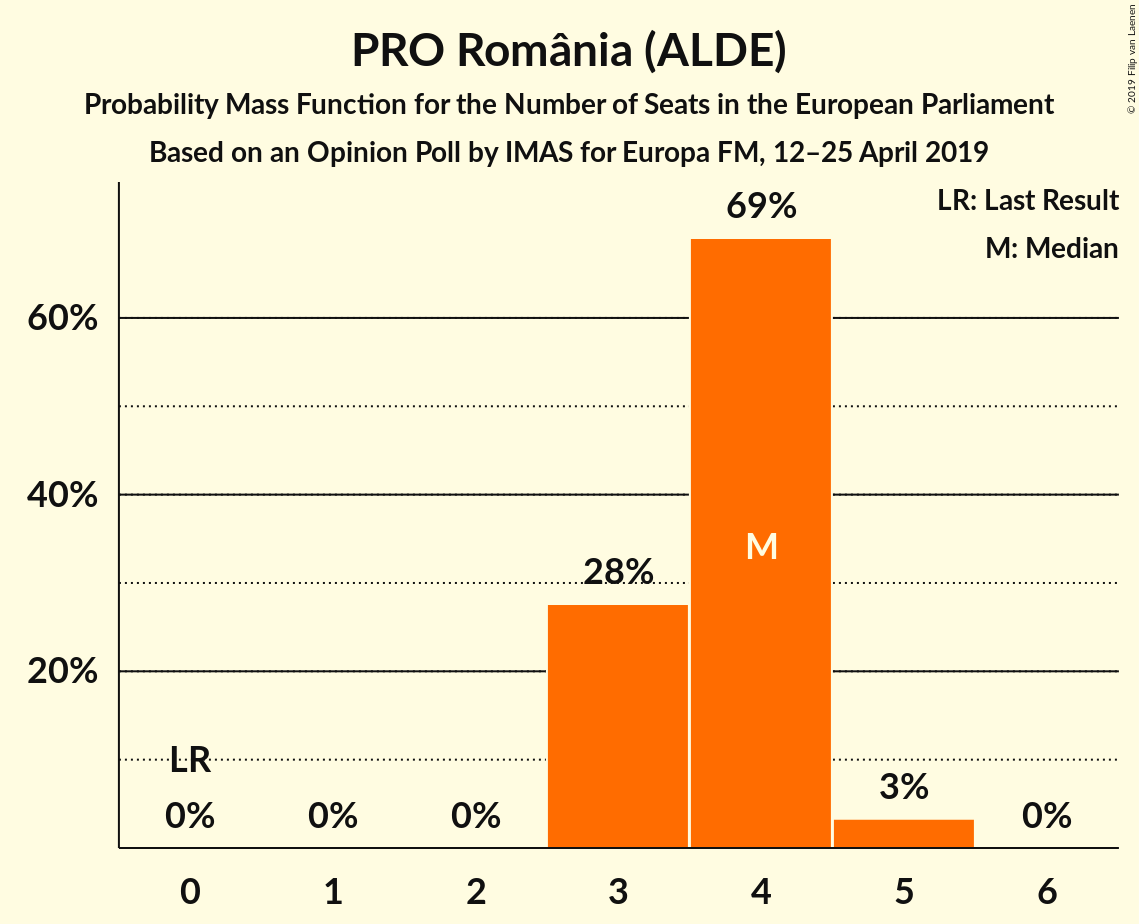 PRO România (ALDE)
Probability Mass Function for the Number of Seats in the European Parliament
Based on an Opinion Poll by IMAS for Europa FM, 12–25 April 2019
© 2019 Filip van Laenen
LR: Last Result
M: Median
69%
60%
40%
M
28%
20%
LR
3%
0% 0% 0% 0%
0 1 2 3 4 5 6